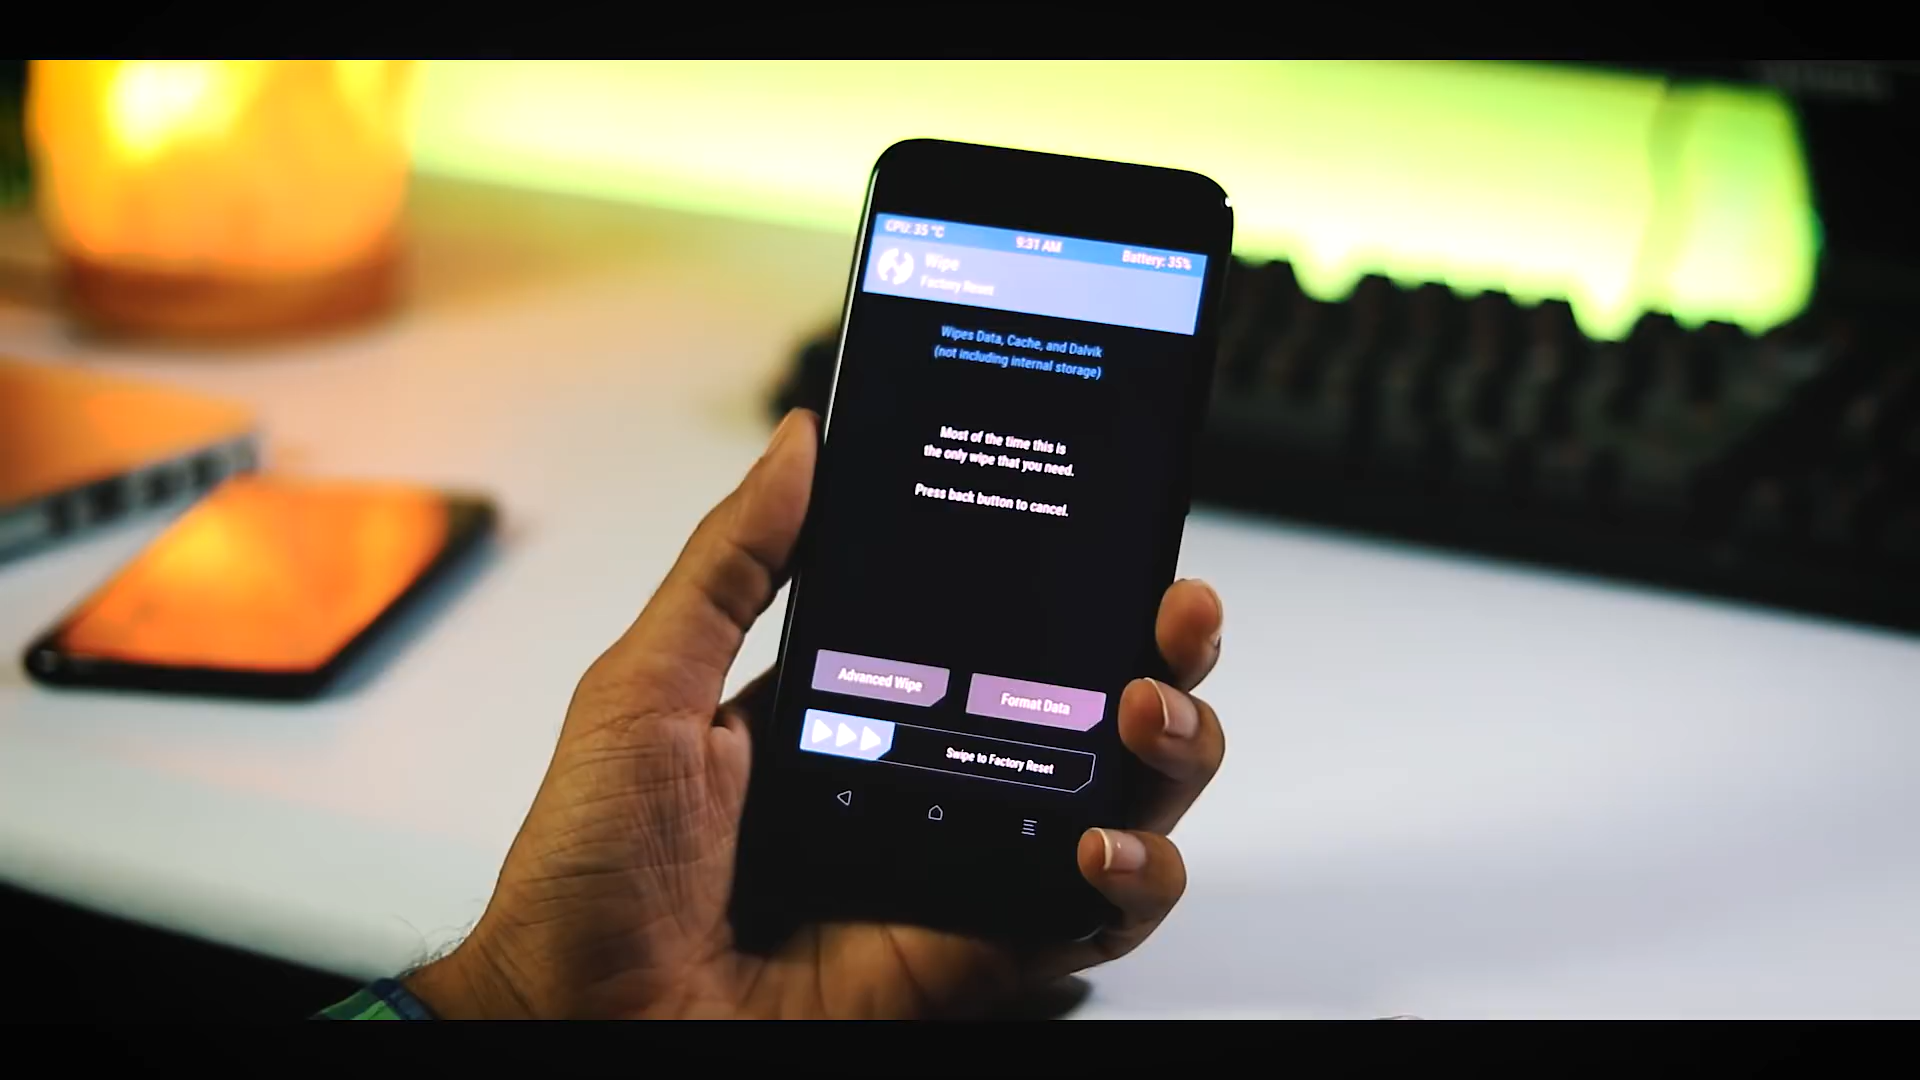 CPU: 35 °C 9:31 AM Battery: 35%
Wipe
Factory Reset
Wipes Data, Cache, and Dalvik
(not including internal storage)
Most of the time this is
the only wipe that you need.
Press back button to cancel.
Advanced Wipe Format Data
Swipe to Factory Reset